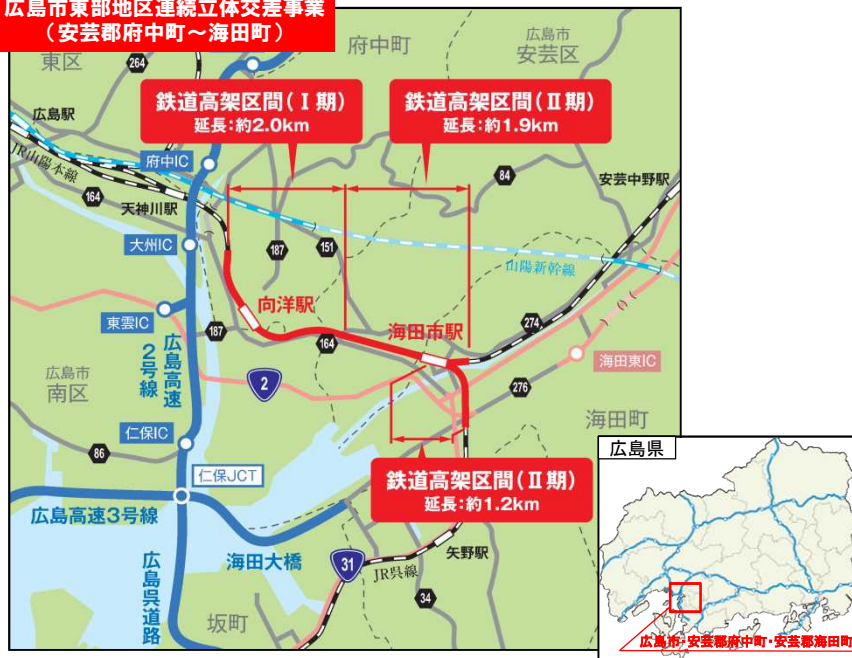 広島市東部地区連続立体交差事業
(安芸郡府中町~海田町)
東区
264
府中町
広島市
安芸区
鉄道高架区間(Ⅰ期)
延長:約2.0km
鉄道高架区間(Ⅱ期)
延長:約1.9km
広島駅
JR山陽本線
府中IC
164
天神川駅
84
安芸中野駅
大州IC
187
151
山陽新幹線
向洋駅
海田市駅
東雲IC
187
164
274
広島高速
2号線
海田東IC
広島市
南区
2
276
海田町
仁保IC
86
仁保JCT
鉄道高架区間(Ⅱ期)
延長:約1.2km
広島県
広島高速3号線
海田大橋
31
JR呉線
矢野駅
34
広島呉道路
坂町
広島市・安芸郡府中町・安芸郡海田町